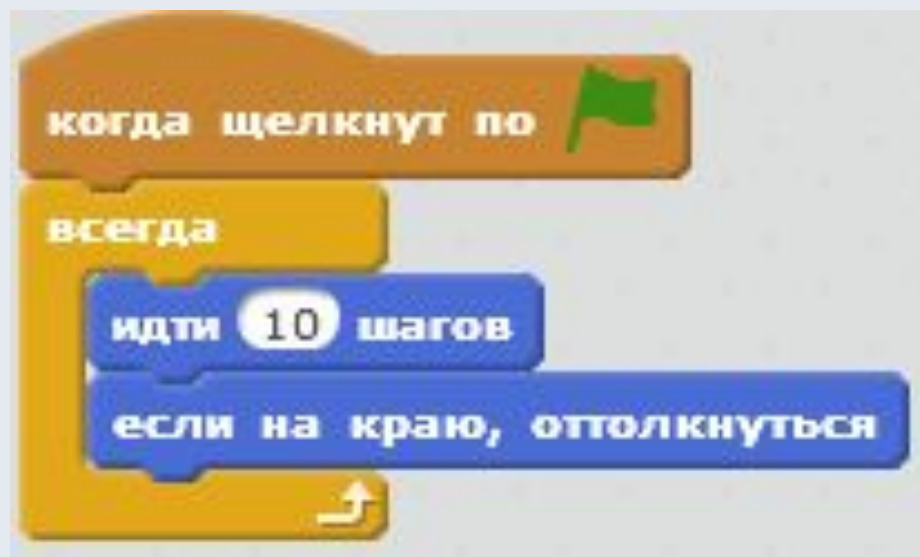 когда щелкнут по
всегда
идти 10 шагов
если на краю, оттолкнуться